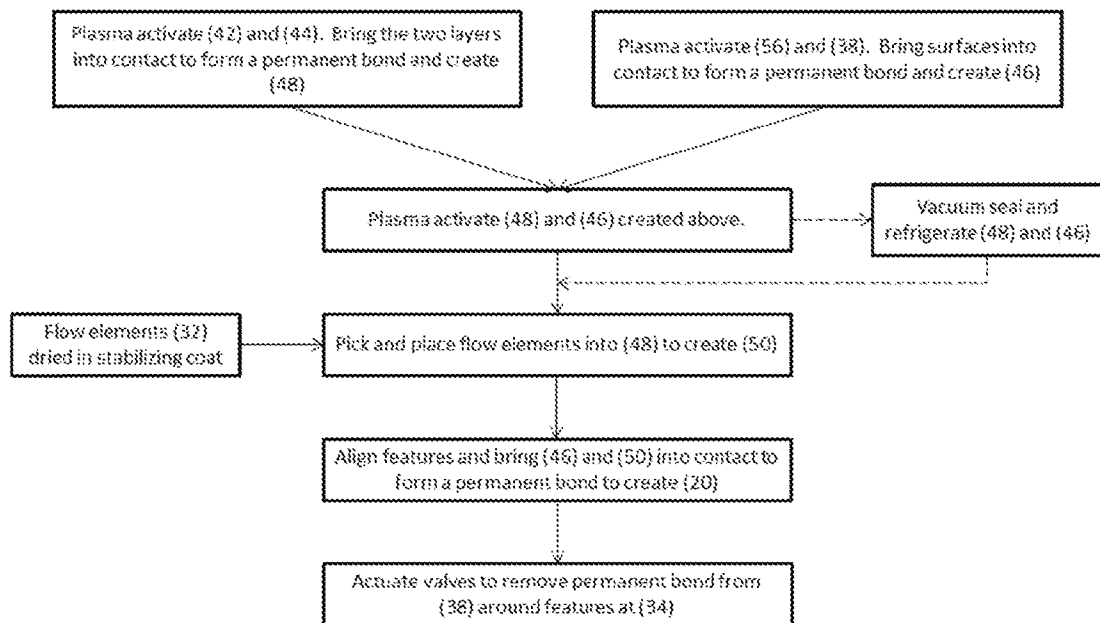 Plasma activate (42) and (44). Bring the two layers
into contact to form a permanent bond and create
(48)
Plasma activate (56) and (38). Bring surfaces into
contact to form a permanent bond and create (46)
Plasma activate (48) and (46) created above.
Vacuum seal and
refrigerate (48) and (46)
Flow elements (32)
dried in stabilizing coat
Pick and place flow elements into (48) to create (50)
Align features and bring (46) and (50) into contact to
form a permanent bond to create (20)
Actuate valves to remove permanent bond from
(38) around features at (34)